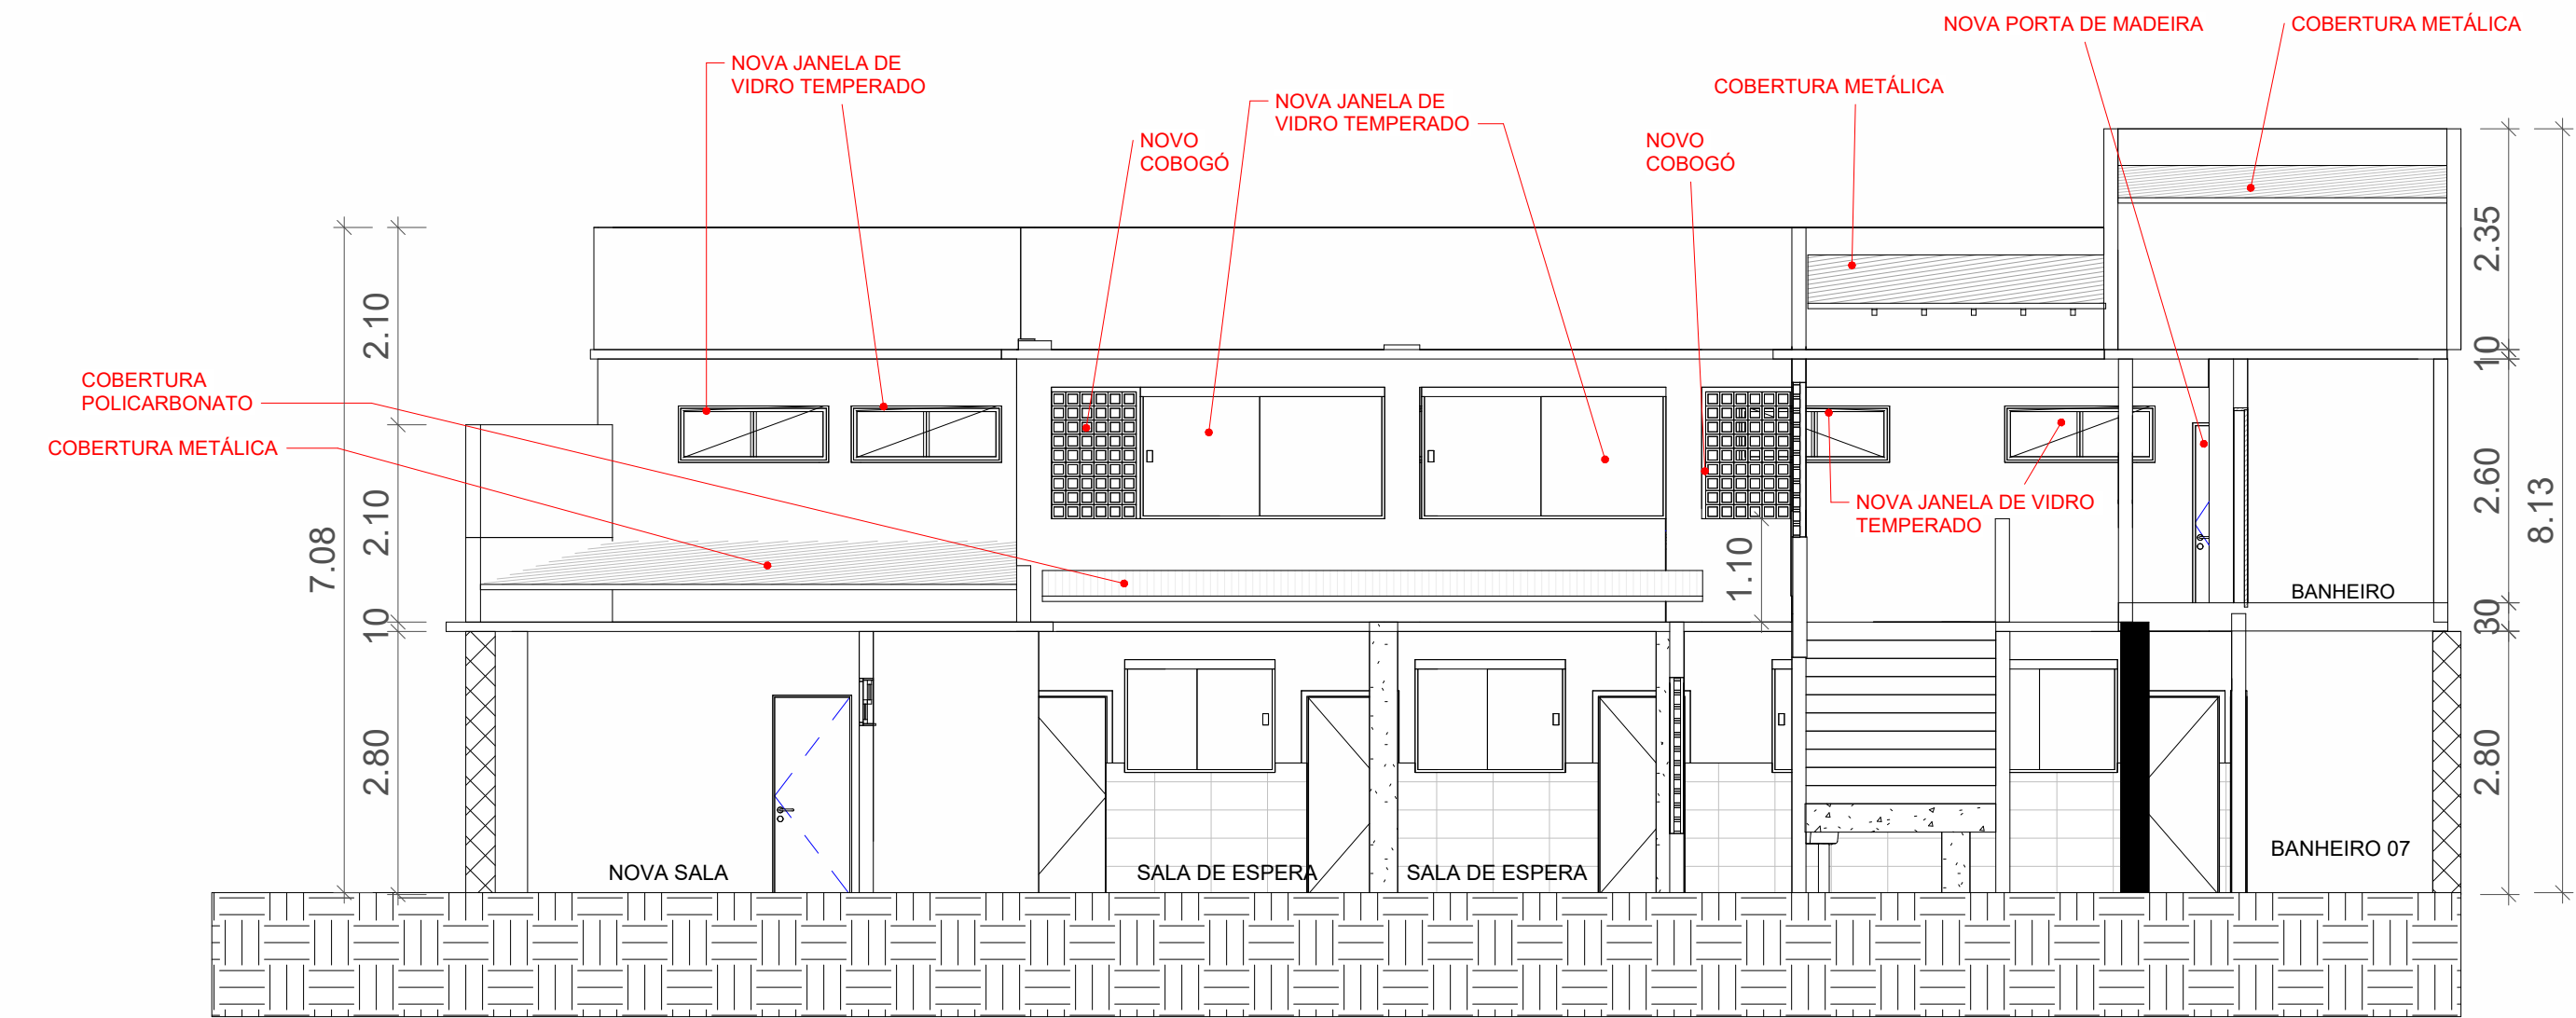 NOVA PORTA DE MADEIRA
COBERTURA METÁLICA
NOVA JANELA DE
VIDRO TEMPERADO
COBERTURA METÁLICA
NOVA JANELA DE
VIDRO TEMPERADO
NOVO
COBOGÓ
NOVO
COBOGÓ
2.35
2.10
10
COBERTURA
POLICARBONATO
COBERTURA METÁLICA
2.10
7.08
10
2.80
NOVA JANELA DE VIDRO
TEMPERADO
1.10
2.60
8.13
BANHEIRO
30
2.80
NOVA SALA
SALA DE ESPERA
SALA DE ESPERA
BANHEIRO 07